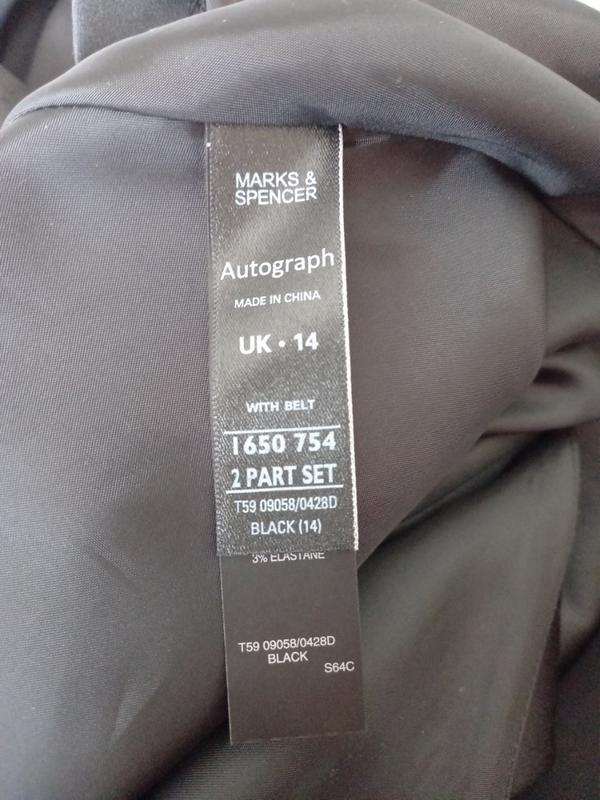 MARKS &
SPENCER
Autograph
MADE IN CHINA
UK • 14
WITH BELT
1650 754
2 PART SET
T59 09058/0428D
BLACK (14)
3% ELASTANE
T59 09058/0428D
BLACK
S64C